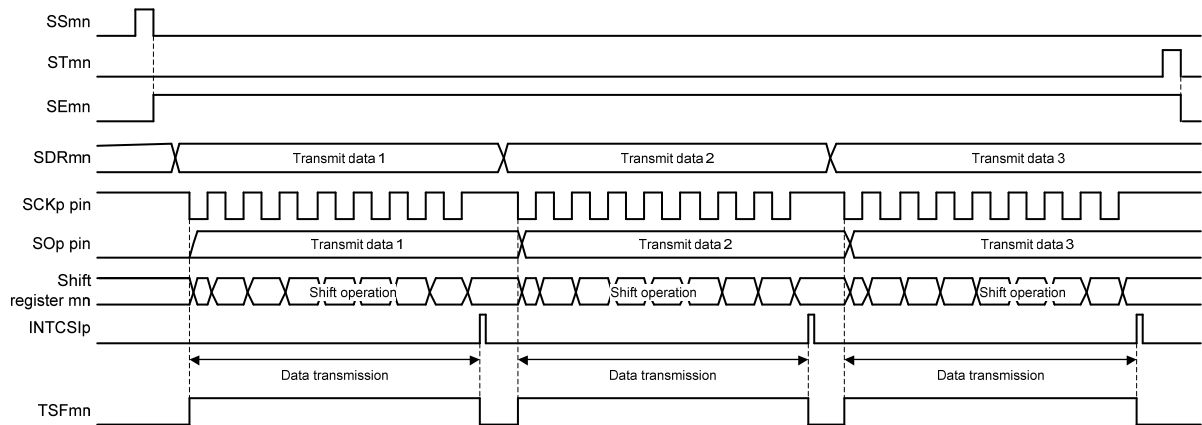 SSmn
STmn
SEmn
SDRmn
Transmit data 1
Transmit data 2
Transmit data 3
SCKp pin
SOp pin
Transmit data 1
Transmit data 2
Transmit data 3
Shift
register mn
Shift operation
Shift operation
Shift operation
INTCSIp
Data transmission
Data transmission
Data transmission
TSFmn